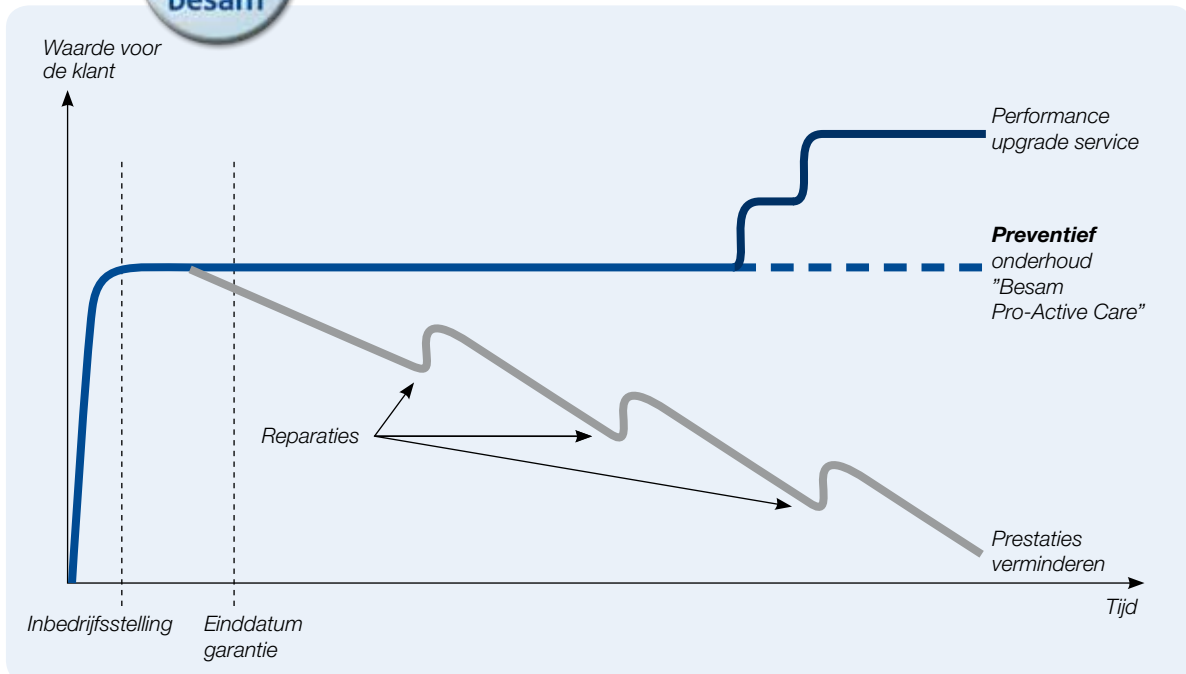 Besam
Waarde voor
de klant
Performance
upgrade service
Preventief
onderhoud
”Besam
Pro-Active Care”
Reparaties
Prestaties
verminderen
Tijd
Inbedrijfsstelling
Einddatum
garantie